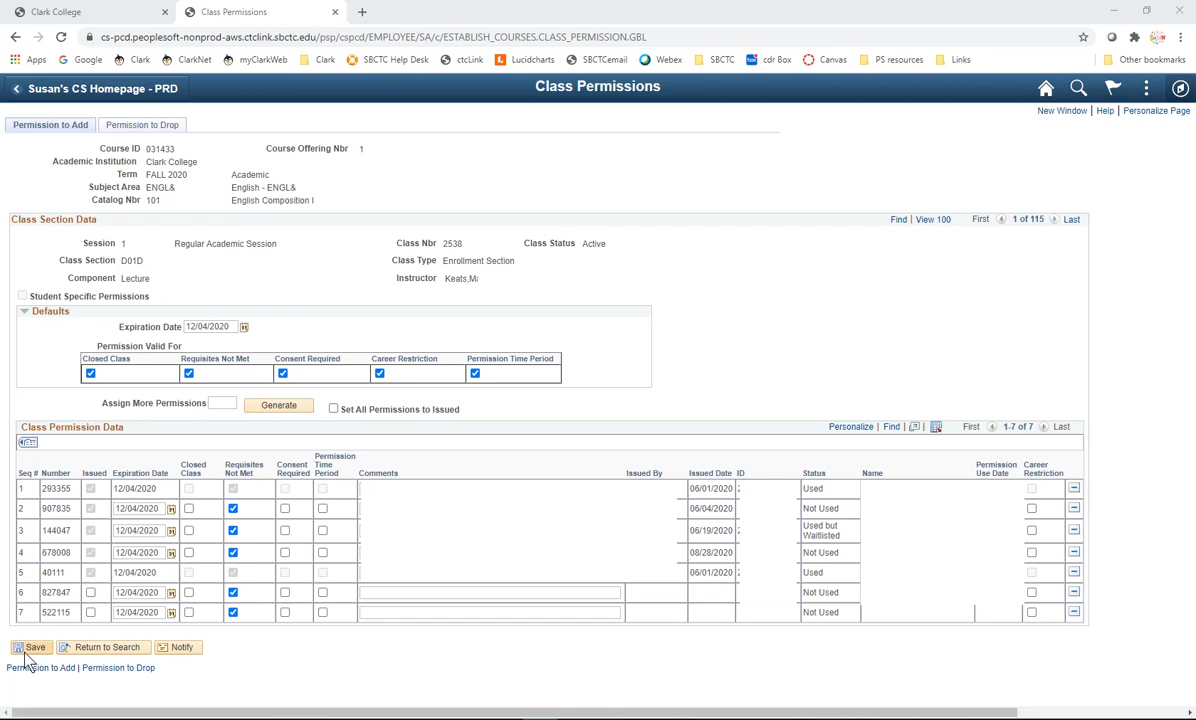 Clark College
Class Permissions
cs-pcd.peoplesoft-nonprod-aws.ctclink.sbctc.edu/psp/cspcd/EMPLOYEE/SA/c/ESTABLISH_COURSES.CLASS_PERMISSION.GBL
Apps Google Clark ClarkNet myClarkWeb Clark SBCTC Help Desk ctcLink Lucidcharts SBCTCemail Webex SBCTC cdr Box Canvas PS resources Links Other bookmarks
Susan's CS Homepage - PRD Class Permissions
New Window | Help | Personalize Page
Permission to Add Permission to Drop
Course ID 031433 Course Offering Nbr 1
Academic Institution Clark College
Term FALL 2020 Academic
Subject Area ENGL& English - ENGL&
Catalog Nbr 101 English Composition I
Class Section Data Find | View 100 First 1 of 115 Last
Session 1 Regular Academic Session Class Nbr 2538 Class Status Active
Class Section D01D Class Type Enrollment Section
Component Lecture Instructor Keats,Ma
Student Specific Permissions
Defaults
Expiration Date 12/04/2020
Permission Valid For
Closed Class Requisites Not Met Consent Required Career Restriction Permission Time Period
Assign More Permissions Generate Set All Permissions to Issued
Class Permission Data Personalize | Find | First 1-7 of 7 Last
Seq # Number Issued Expiration Date Closed Class Requisites Not Met Consent Required Permission Time Period Comments Issued By Issued Date ID Status Name Permission Use Date Career Restriction
1 293355 12/04/2020 06/01/2020 Used
2 907835 12/04/2020 06/04/2020 Not Used
3 144047 12/04/2020 06/19/2020 Used but Waitlisted
4 678008 12/04/2020 08/28/2020 Not Used
5 40111 12/04/2020 06/01/2020 Used
6 827847 12/04/2020 Not Used
7 522115 12/04/2020 Not Used
Save Return to Search Notify
Permission to Add | Permission to Drop